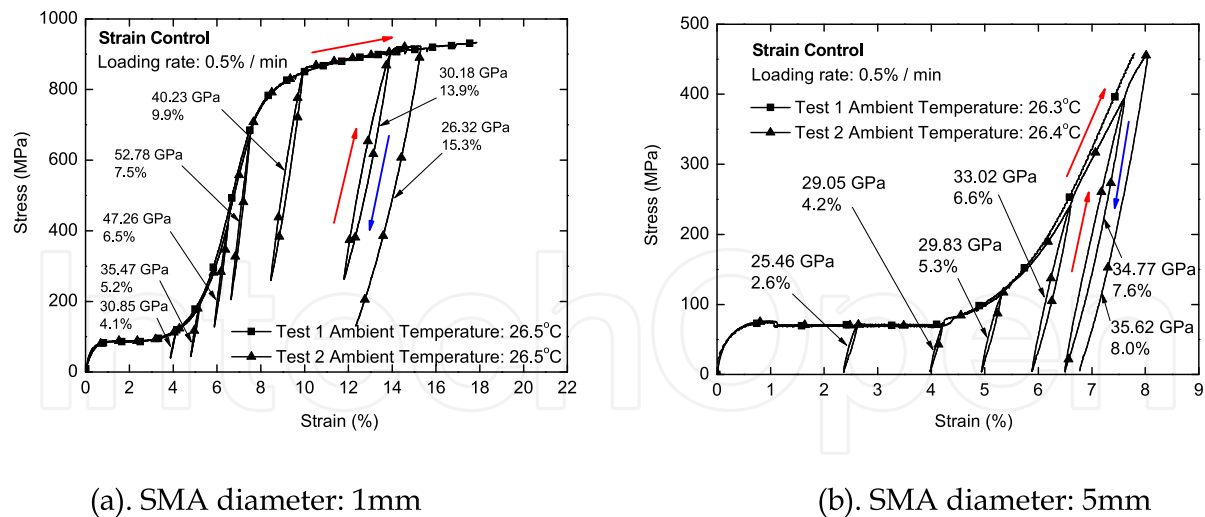 Strain Control
Loading rate: 0.5% / min
40.23 GPa
9.9%
52.78 GPa
7.5%
47.26 GPa
6.5%
35.47 GPa
5.2%
30.85 GPa
4.1%
30.18 GPa
13.9%
26.32 GPa
15.3%
Test 1 Ambient Temperature: 26.5°C
Test 2 Ambient Temperature: 26.5°C
Stress (MPa)
1000
800
600
400
200
0
0 2 4 6 8 10 12 14 16 18 20 22
Strain (%)
(a). SMA diameter: 1mm
Strain Control
Loading rate: 0.5% / min
Test 1 Ambient Temperature: 26.3°C
Test 2 Ambient Temperature: 26.4°C
25.46 GPa
2.6%
29.05 GPa
4.2%
29.83 GPa
5.3%
33.02 GPa
6.6%
34.77 GPa
7.6%
35.62 GPa
8.0%
Stress (MPa)
500
400
300
200
100
0
0 1 2 3 4 5 6 7 8 9
Strain (%)
(b). SMA diameter: 5mm
IntechOpen